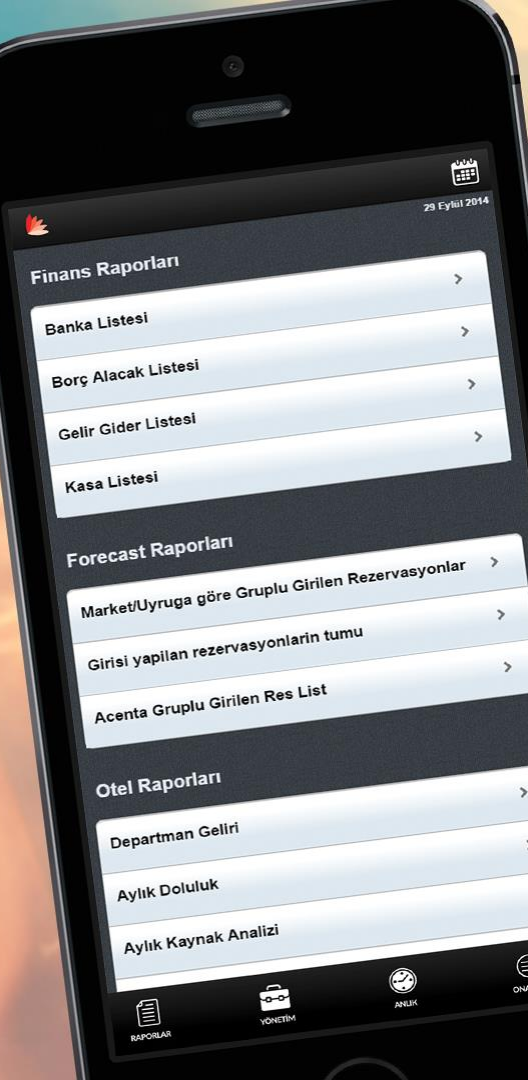 29 Eylül 2014
Finans Raporları
Banka Listesi
Borç Alacak Listesi
Gelir Gider Listesi
Kasa Listesi
Forecast Raporları
Market/Uyruga göre Gruplu Girilen Rezervasyonlar
Girisi yapilan rezervasyonlarin tumu
Acenta Gruplu Girilen Res List
Otel Raporları
Departman Geliri
Aylık Doluluk
Aylık Kaynak Analizi
RAPORLAR
YÖNETİM
ANLIK